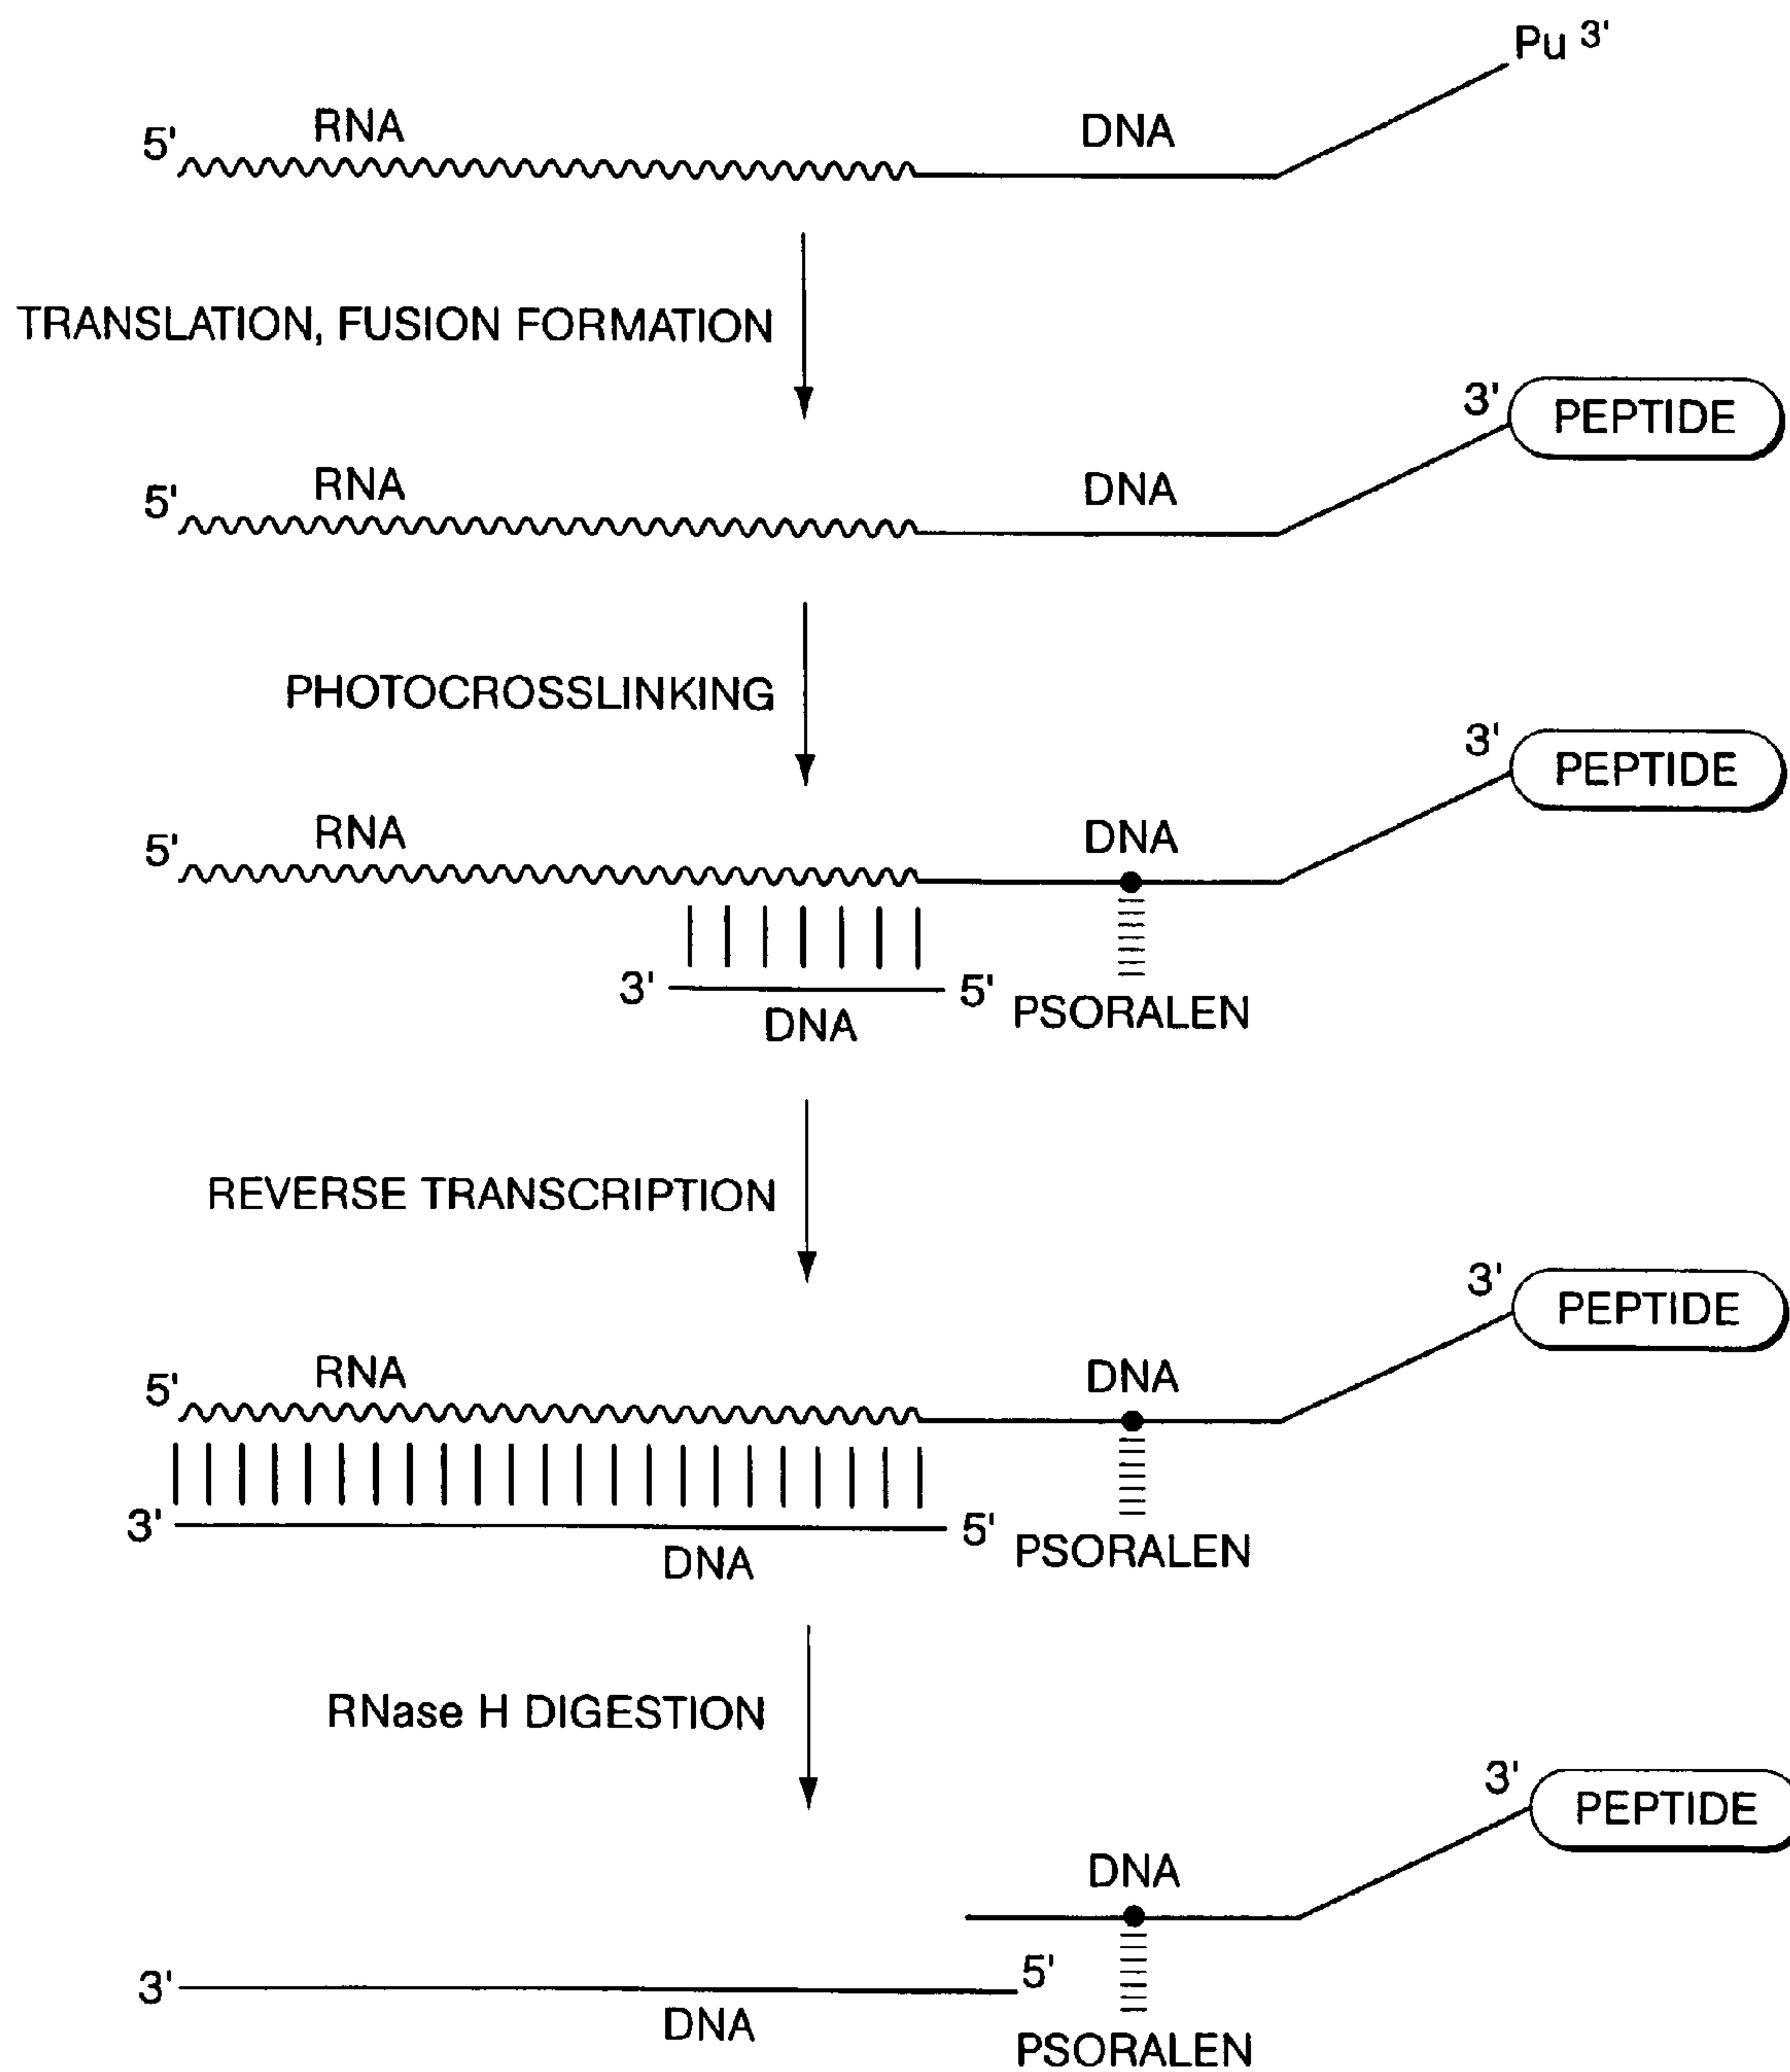 Pu 3'
5' RNA DNA
TRANSLATION, FUSION FORMATION
3' PEPTIDE
5' RNA DNA
PHOTOCROSSLINKING
3' PEPTIDE
5' RNA DNA
3' 5' PSORALEN
DNA
REVERSE TRANSCRIPTION
3' PEPTIDE
5' RNA DNA
3' 5' PSORALEN
DNA
RNase H DIGESTION
3' PEPTIDE
DNA
3' 5'
DNA
PSORALEN